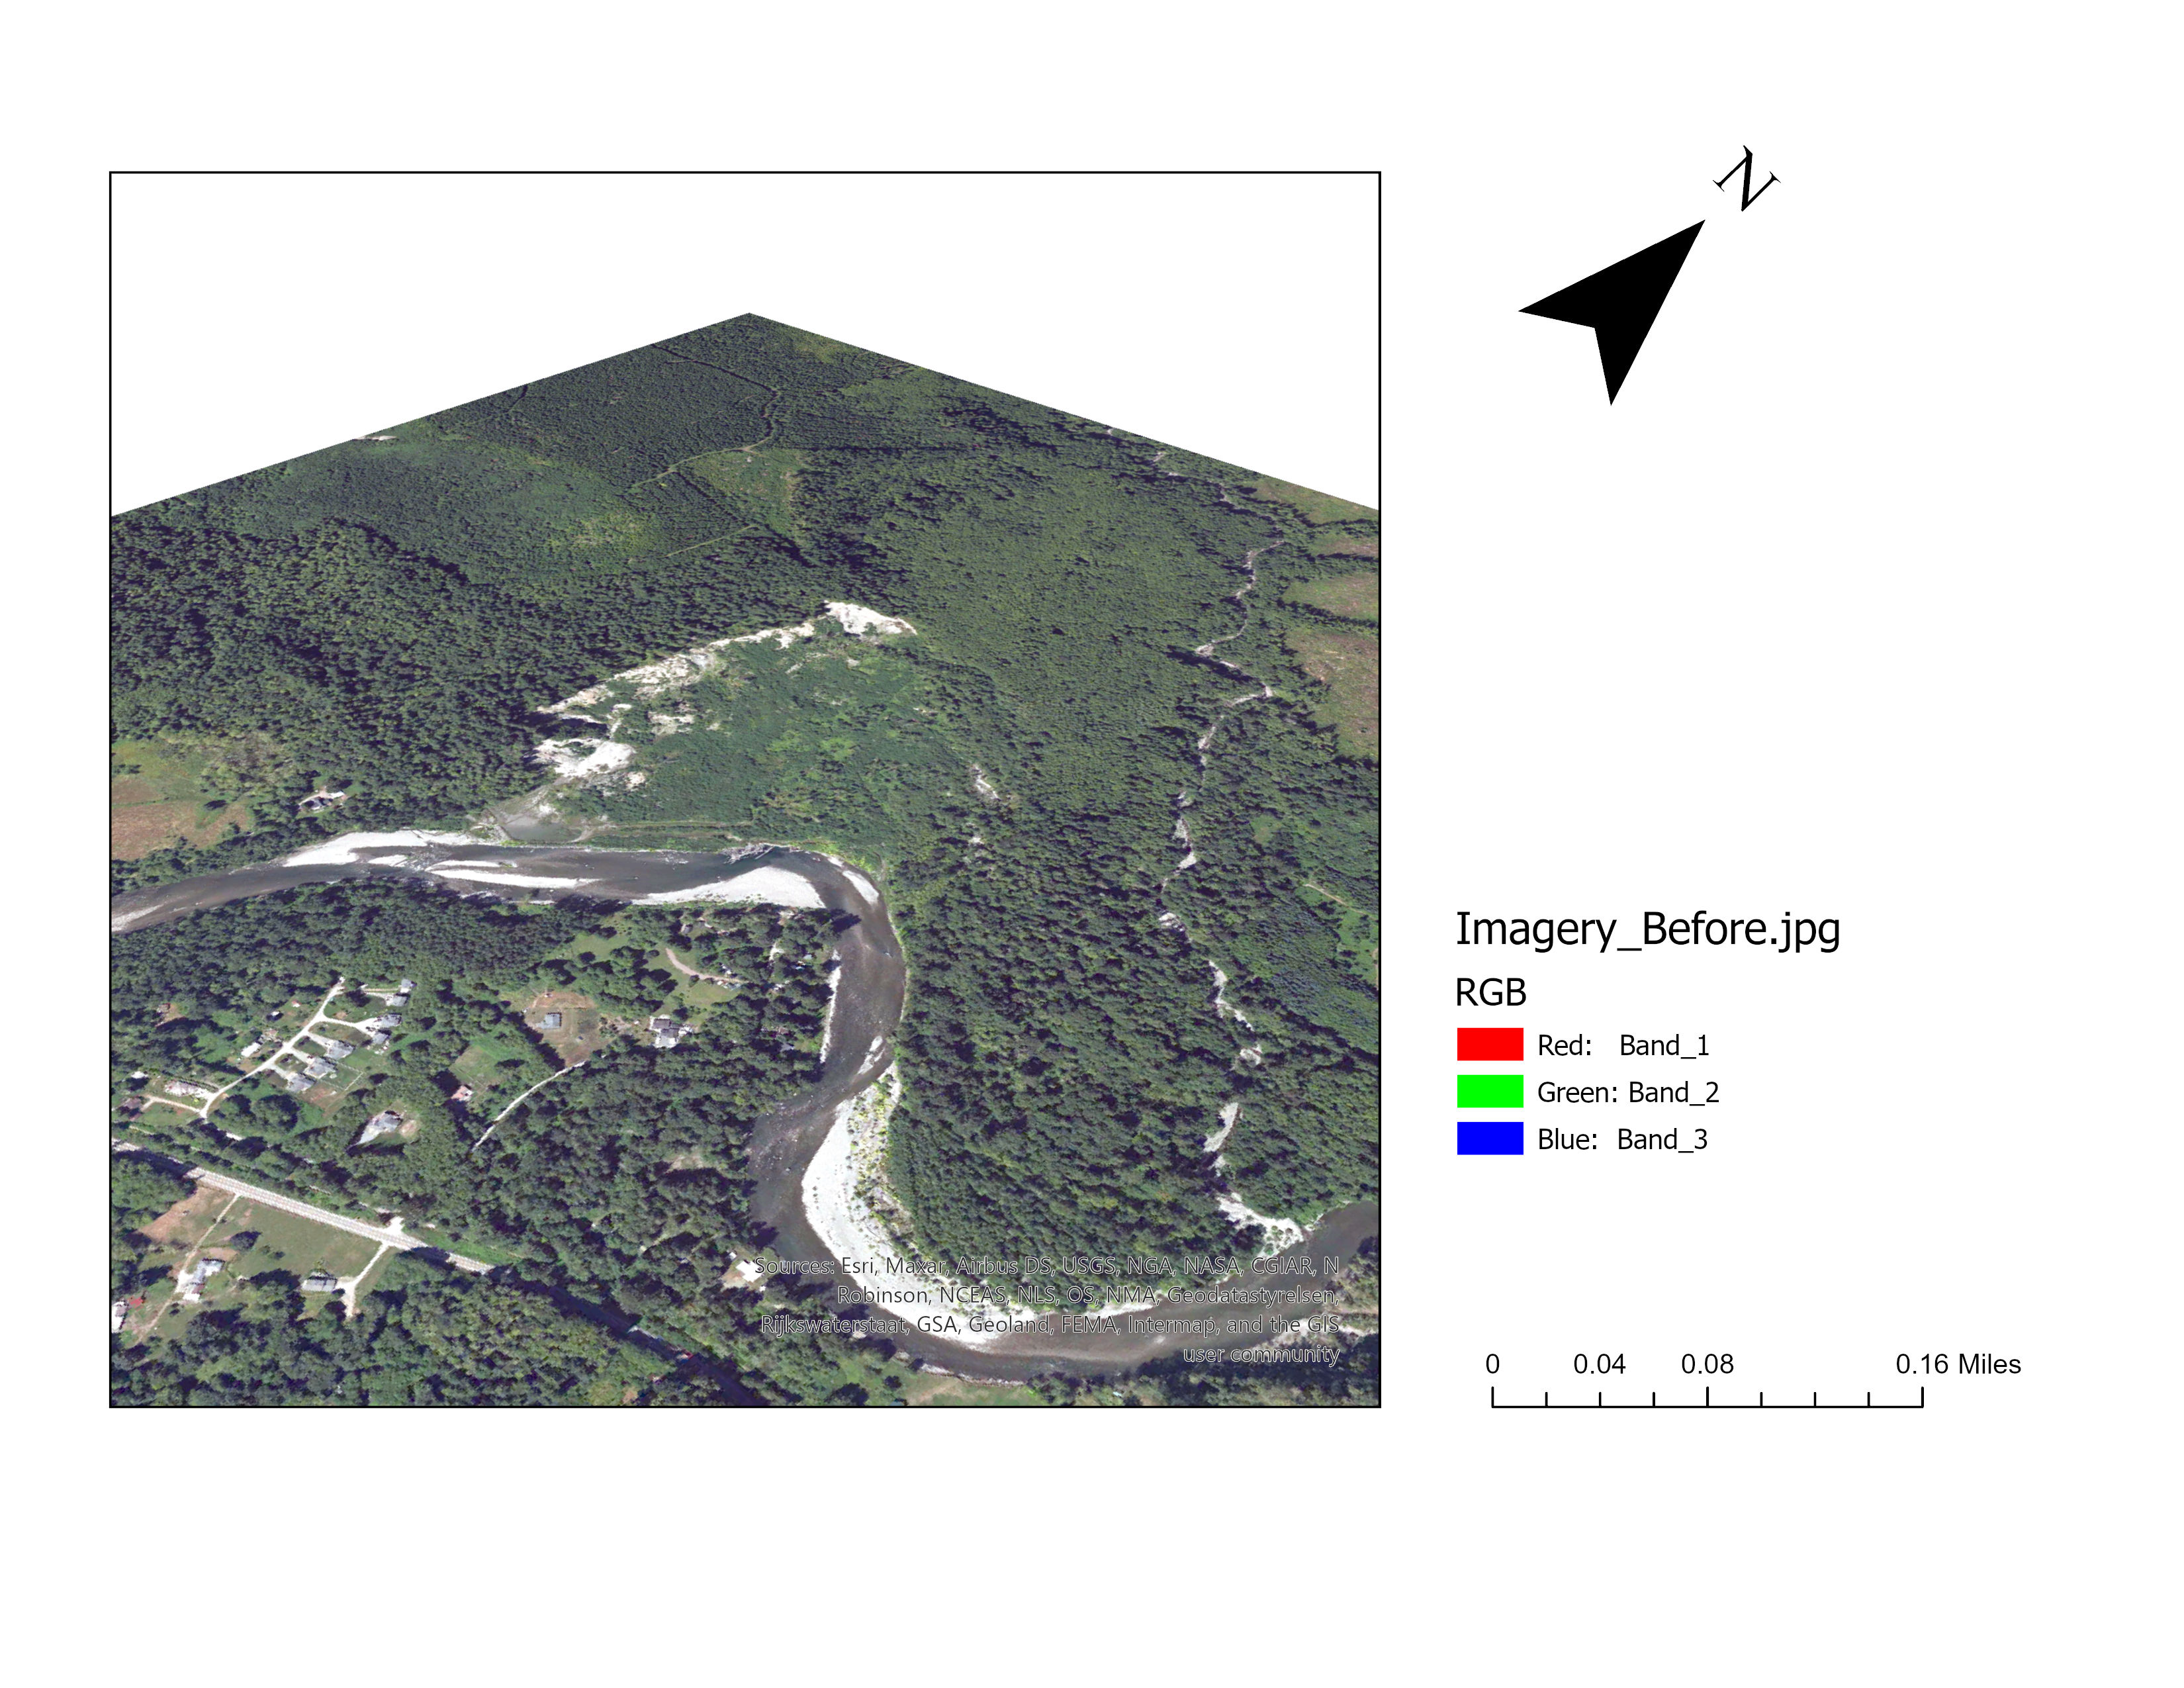 N
Imagery_Before.jpg
RGB
Red: Band_1
Green: Band_2
Blue: Band_3
Sources: Esri, Maxar, Airbus DS, USGS, NGA, NASA, CGIAR, N
Robinson, NCEAS, NLS, OS, NMA, Geodatastyrelsen,
Rijkswaterstaat, GSA, Geoland, FEMA, Intermap, and the GIS
user community
0 0.04 0.08 0.16 Miles